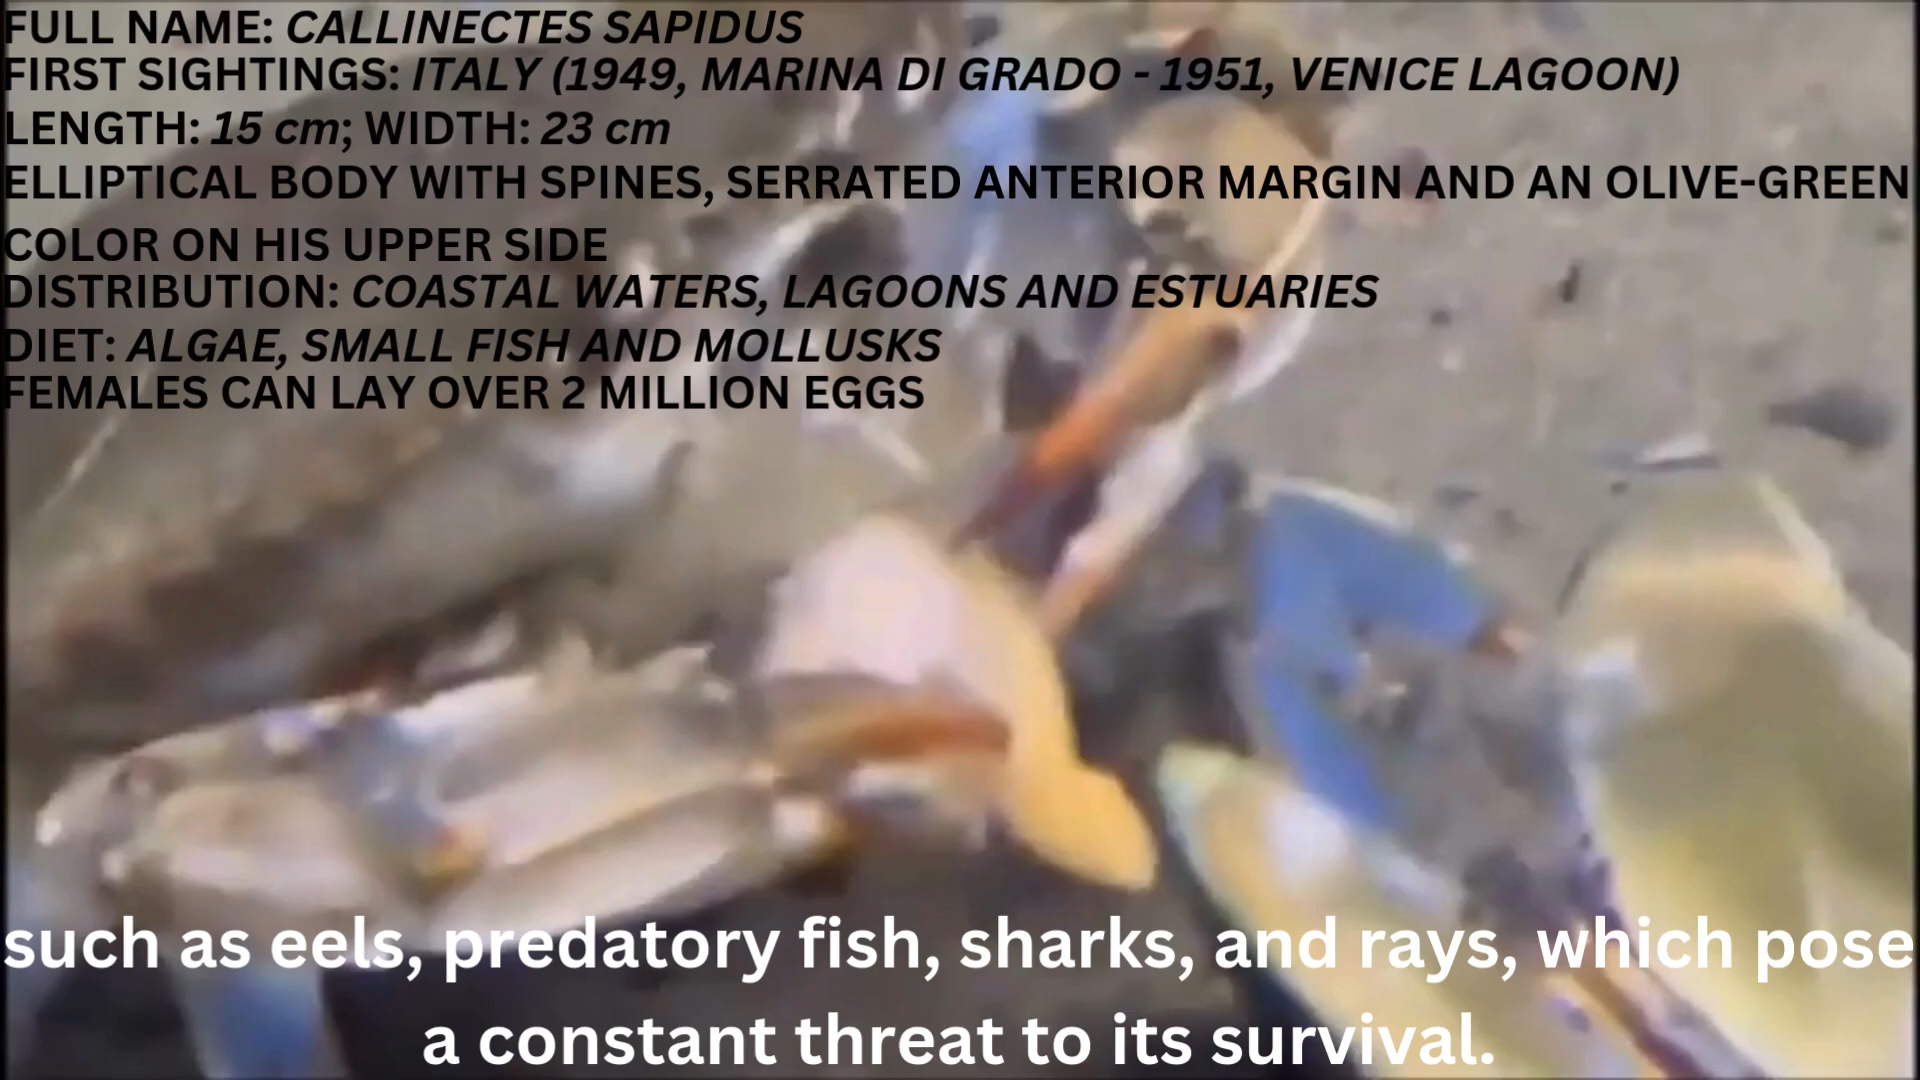 FULL NAME: CALLINECTES SAPIDUS
FIRST SIGHTINGS: ITALY (1949, MARINA DI GRADO - 1951, VENICE LAGOON)
LENGTH: 15 cm; WIDTH: 23 cm
ELLIPTICAL BODY WITH SPINES, SERRATED ANTERIOR MARGIN AND AN OLIVE-GREEN
COLOR ON HIS UPPER SIDE
DISTRIBUTION: COASTAL WATERS, LAGOONS AND ESTUARIES
DIET: ALGAE, SMALL FISH AND MOLLUSKS
FEMALES CAN LAY OVER 2 MILLION EGGS
such as eels, predatory fish, sharks, and rays, which pose
a constant threat to its survival.